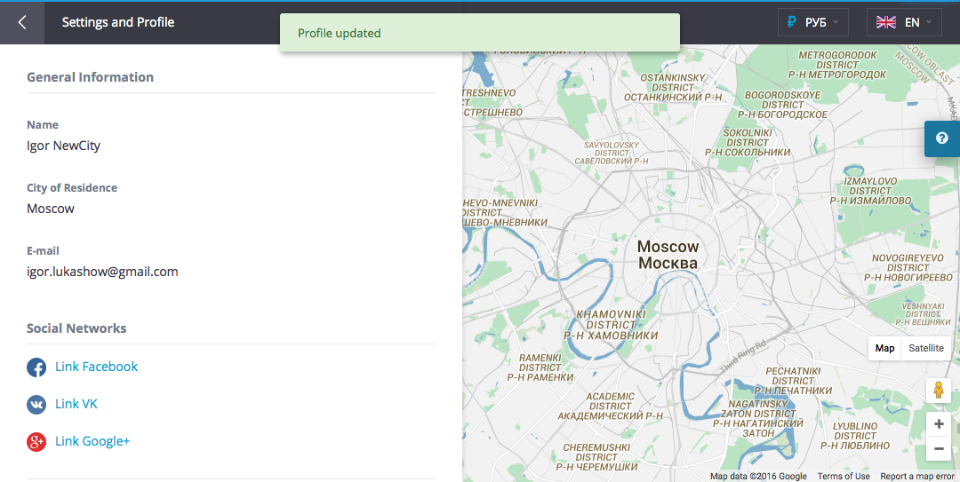 Settings and Profile
Profile updated
₽ РУБ
EN
General Information
Name
Igor NewCity
City of Residence
Moscow
E-mail
igor.lukashow@gmail.com
Social Networks
Link Facebook
Link VK
Link Google+
METROGORODOK
DISTRICT
Р-Н МЕТРОГОРОДОК
MOSCOW OBLAST
MOSCOW
OSTANKINSKY
DISTRICT
ОСТАНКИНСКИЙ Р-Н
BOGORODSKOYE
DISTRICT
Р-Н БОГОРОДСКОЕ
TRESHNEVO
DISTRICT
-СТРЕШНЕВО
SOKOLNIKI
DISTRICT
Р-Н СОКОЛЬНИКИ
SAVYOLOVSKY
DISTRICT
САВЕЛОВСКИЙ Р-Н
IZMAYLOVO
DISTRICT
Р-Н ИЗМАЙЛОВО
HEVO-MNEVNIKI
DISTRICT
ШЕВО-МНЕВНИКИ
Moscow
Москва
NOVOGIREYEVO
DISTRICT
Р-Н НОВОГИРЕЕВО
VESHNYAKI
DISTRICT
Р-Н ВЕШНЯКИ
KHAMOVNIKI
DISTRICT
Р-Н ХАМОВНИКИ
Third Ring Rd
Map
Satellite
RAMENKI
DISTRICT
Р-Н РАМЕНКИ
PECHATNIKI
DISTRICT
Р-Н ПЕЧАТНИКИ
ACADEMIC
DISTRICT
АКАДЕМИЧЕСКИЙ Р-Н
NAGATINSKY
ZATON DISTRICT
Р-Н НАГАТИНСКИЙ
ЗАТОН
LYUBLINO
DISTRICT
Р-Н ЛЮБЛИНО
CHEREMUSHKI
DISTRICT
Р-Н ЧЕРЕМУШКИ
Map data ©2016 Google
Terms of Use
Report a map error